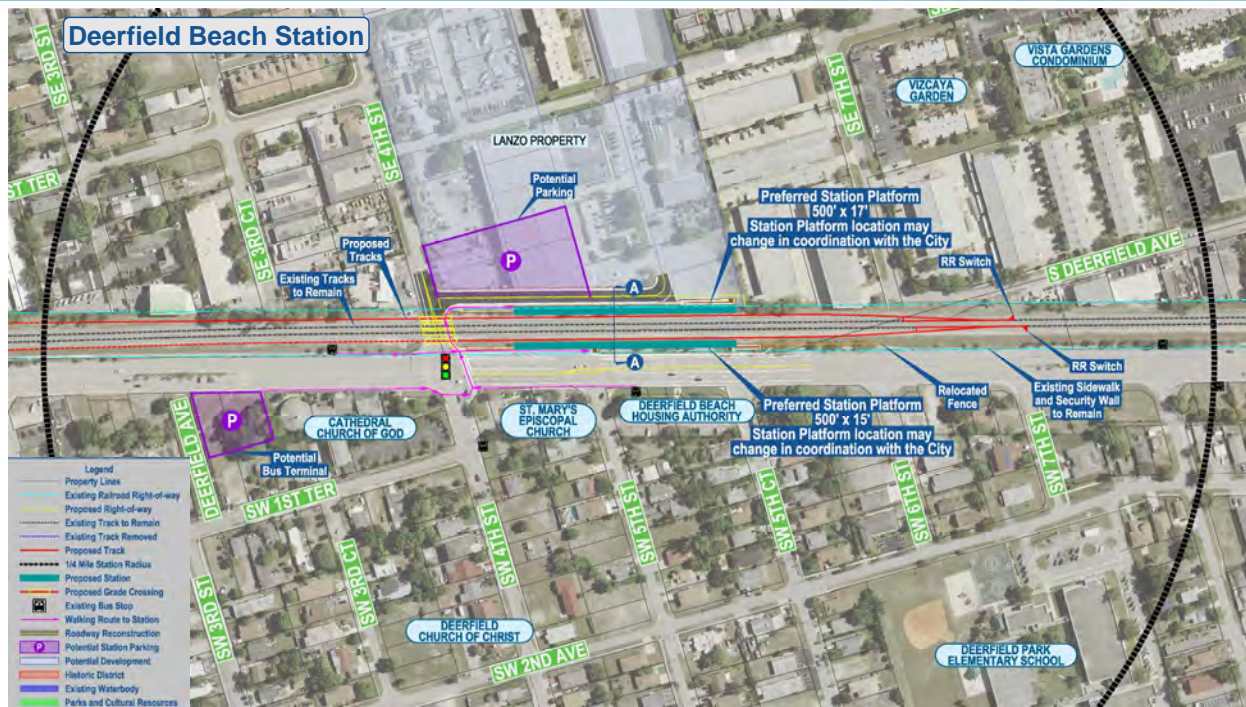 Deerfield Beach Station
SE 3RD ST
SE 4TH ST
SE 7TH ST
VISTA GARDENS
CONDOMINIUM
VIZCAYA
GARDEN
LANZO PROPERTY
ST TER
SE 3RD CT
Potential
Parking
P
Preferred Station Platform
500' x 17'
Station Platform location may
change in coordination with the City
RR Switch
S DEERFIELD AVE
Proposed
Tracks
Existing Tracks
to Remain
A
A
RR Switch
Relocated
Fence
Existing Sidewalk
and Security Wall
to Remain
DEERFIELD AVE
P
Potential
Bus Terminal
CATHEDRAL
CHURCH OF GOD
ST. MARY'S
EPISCOPAL
CHURCH
DEERFIELD BEACH
HOUSING AUTHORITY
Preferred Station Platform
500' x 15'
Station Platform location may
change in coordination with the City
SW 1ST TER
SW 3RD ST
SW 3RD CT
SW 4TH ST
SW 5TH ST
SW 5TH CT
SW 6TH ST
SW 7TH ST
DEERFIELD
CHURCH OF CHRIST
SW 2ND AVE
DEERFIELD PARK
ELEMENTARY SCHOOL
Legend
Property Lines
Existing Railroad Right-of-way
Proposed Right-of-way
Existing Track to Remain
Existing Track Removed
Proposed Track
1/4 Mile Station Radius
Proposed Station
Proposed Grade Crossing
Existing Bus Stop
Walking Route to Station
Roadway Reconstruction
P
Potential Station Parking
Potential Development
Historic District
Existing Waterbody
Parks and Cultural Resources